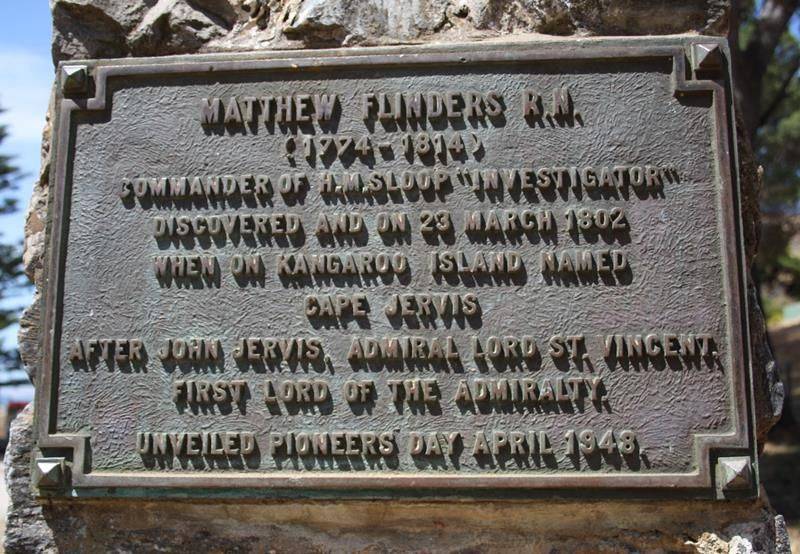 MATTHEW FLINDERS R.N.
(1774-1814)
COMMANDER OF H.M.SLOOP "INVESTIGATOR"
DISCOVERED AND ON 23 MARCH 1802
WHEN ON KANGAROO ISLAND NAMED
CAPE JERVIS
AFTER JOHN JERVIS, ADMIRAL LORD ST. VINCENT.
FIRST LORD OF THE ADMIRALTY.
UNVEILED PIONEERS' DAY APRIL 1948.